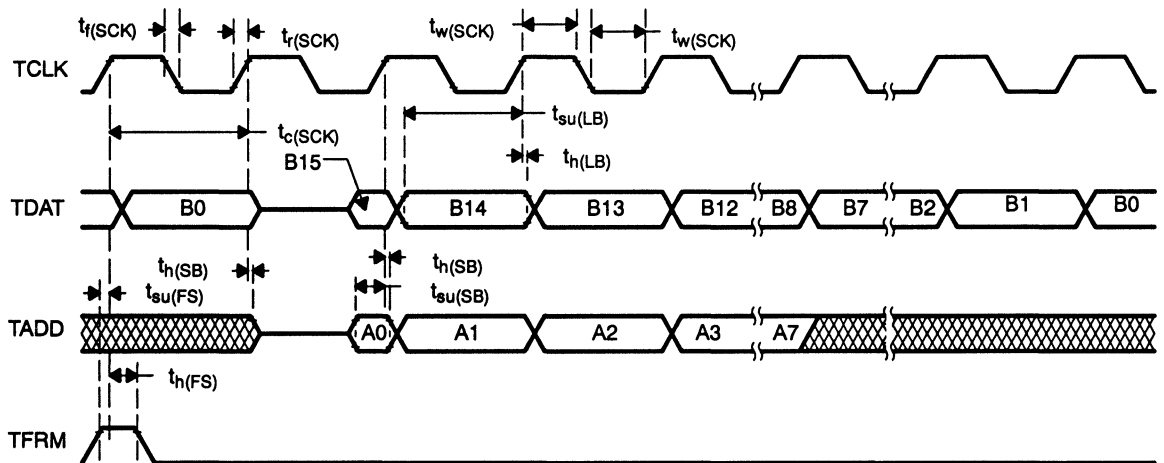 tf(SCK) tr(SCK) tw(SCK) tw(SCK)
TCLK
tsu(LB)
tc(SCK)
B15 th(LB)
TDAT B0 B14 B13 B12 B8 B7 B2 B1 B0
th(SB) th(SB)
tsu(FS) tsu(SB)
TADD A0 A1 A2 A3 A7
th(FS)
TFRM